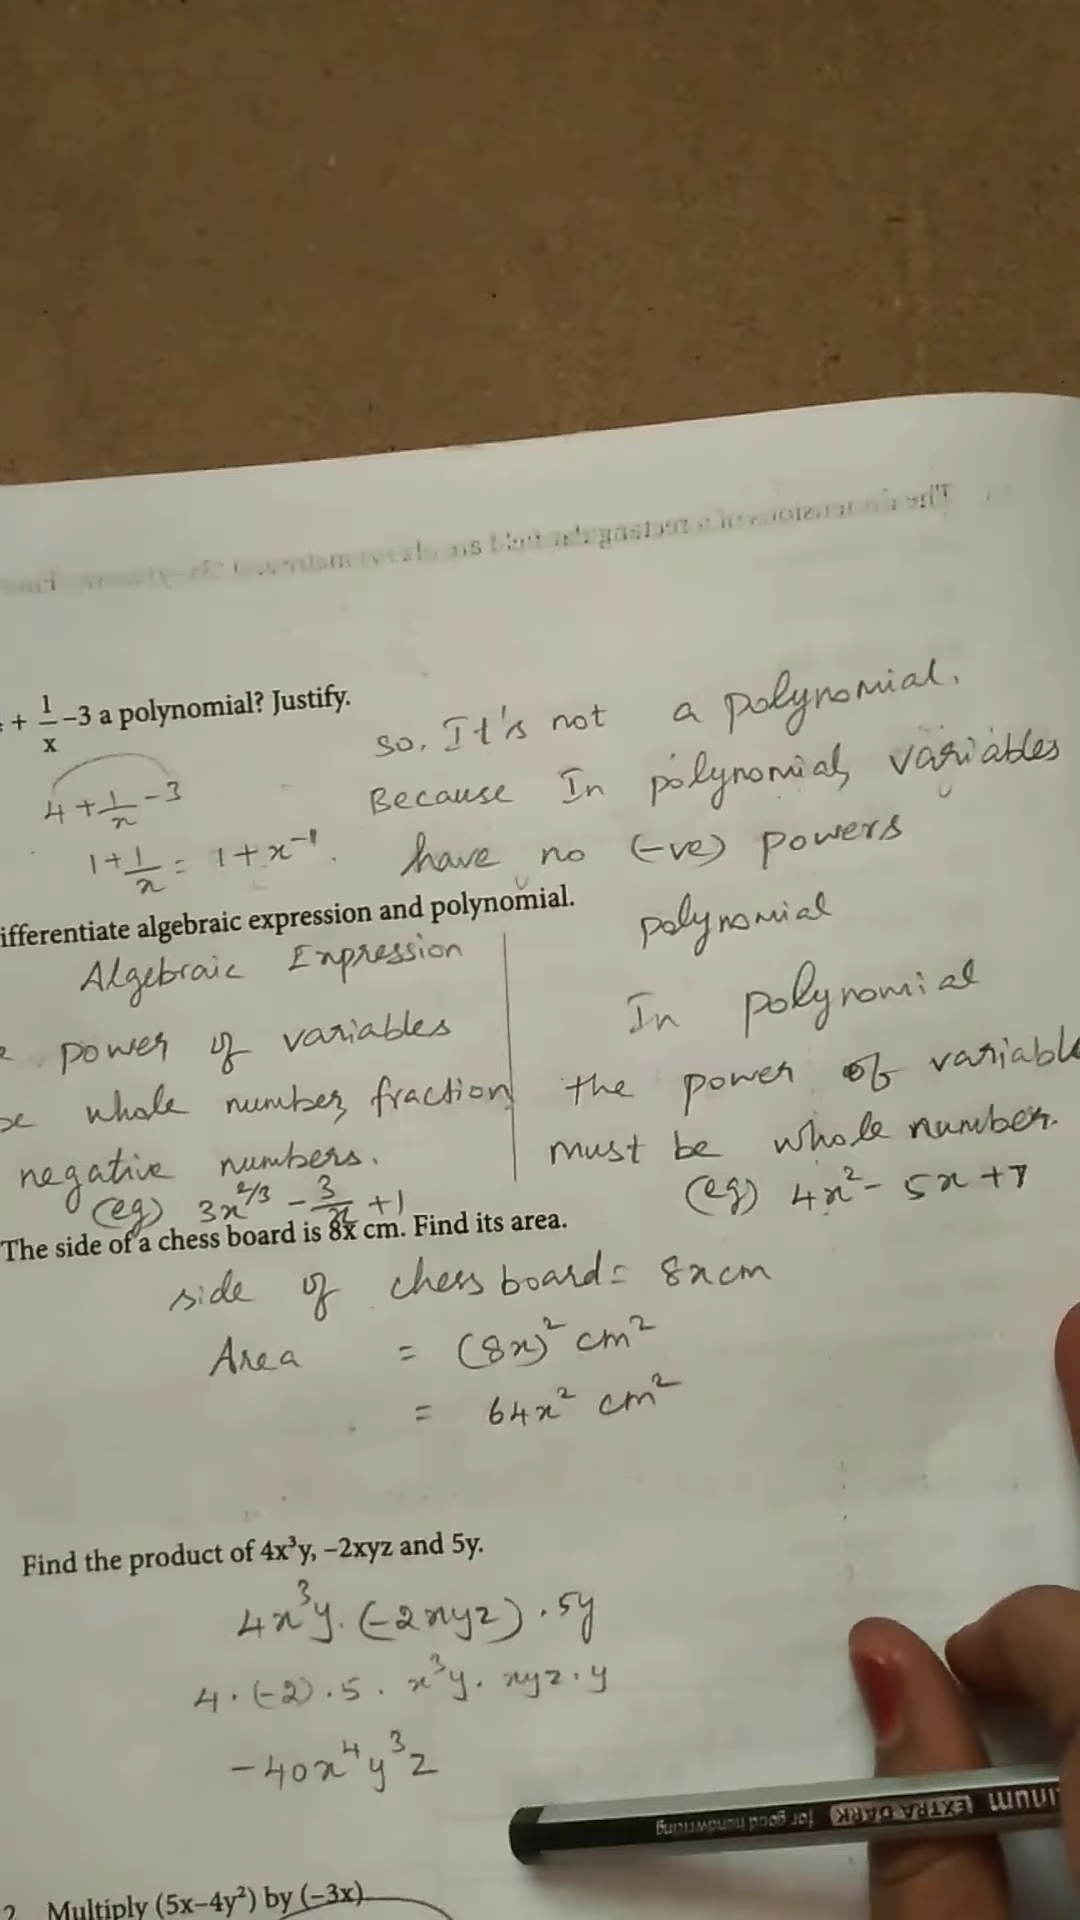 + 1/x –3 a polynomial? Justify.
so, It's not a polynomial.
4 + 1/x - 3
Because In polynomials, variables
1 + 1/x = 1 + x⁻¹.
have no (-ve) powers
ifferentiate algebraic expression and polynomial.
Algebraic Expression
polynomial
power of variables
In polynomial
whole number, fraction,
the power of variable
negative numbers.
must be whole number.
(eg) 3x^2/3 - 3/x + 1
(eg) 4x² - 5x + 7
The side of a chess board is 8x cm. Find its area.
side of chess board = 8x cm
Area = (8x)² cm²
= 64x² cm²
Find the product of 4x³y, –2xyz and 5y.
4x³y. (-2xyz) . 5y
4 . (-2) . 5 . x³y . xyz . y
-40x⁴y³z
inum EXTRA DARK for good handwriting
2 Multiply (5x–4y²) by (–3x)